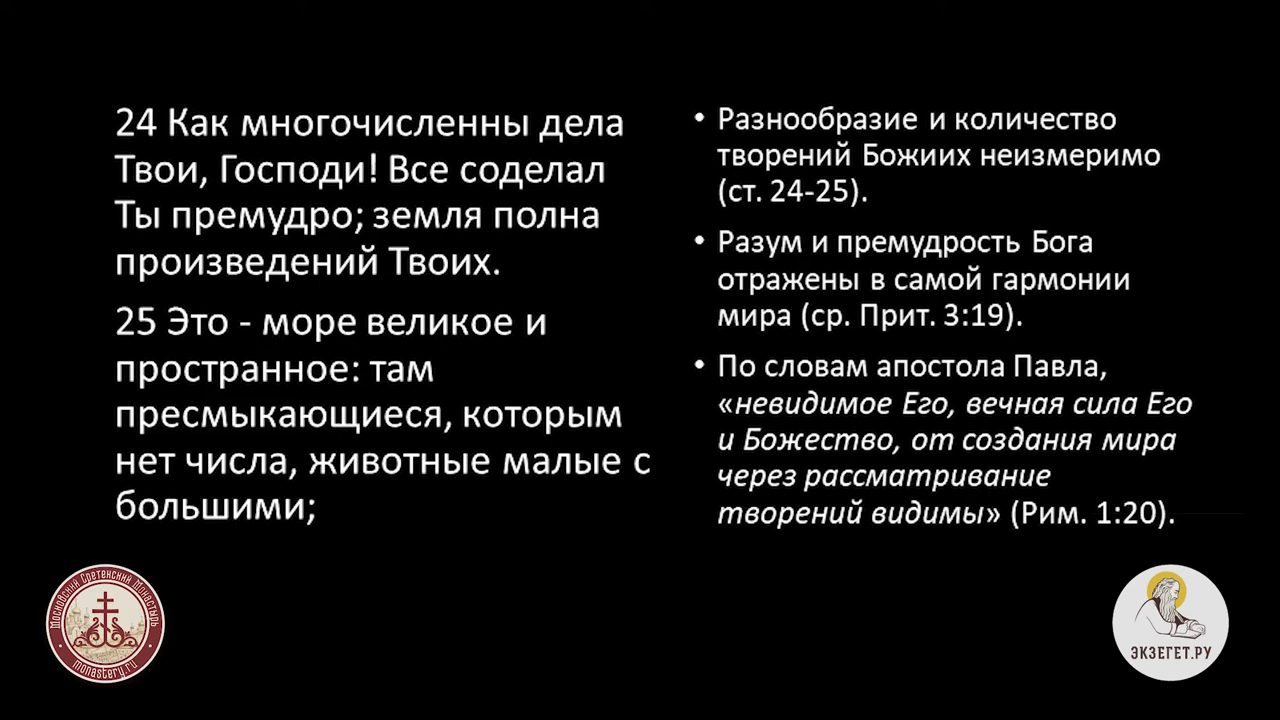 24 Как многочисленны дела
Твои, Господи! Все соделал
Ты премудро; земля полна
произведений Твоих.
25 Это - море великое и
пространное: там
пресмыкающиеся, которым
нет числа, животные малые с
большими;
• Разнообразие и количество
творений Божиих неизмеримо
(ст. 24-25).
• Разум и премудрость Бога
отражены в самой гармонии
мира (ср. Прит. 3:19).
• По словам апостола Павла,
«невидимое Его, вечная сила Его
и Божество, от создания мира
через рассматривание
творений видимы» (Рим. 1:20).
Московский Сретенский Монастырь
monastery.ru
ЭКЗЕГЕТ.РУ